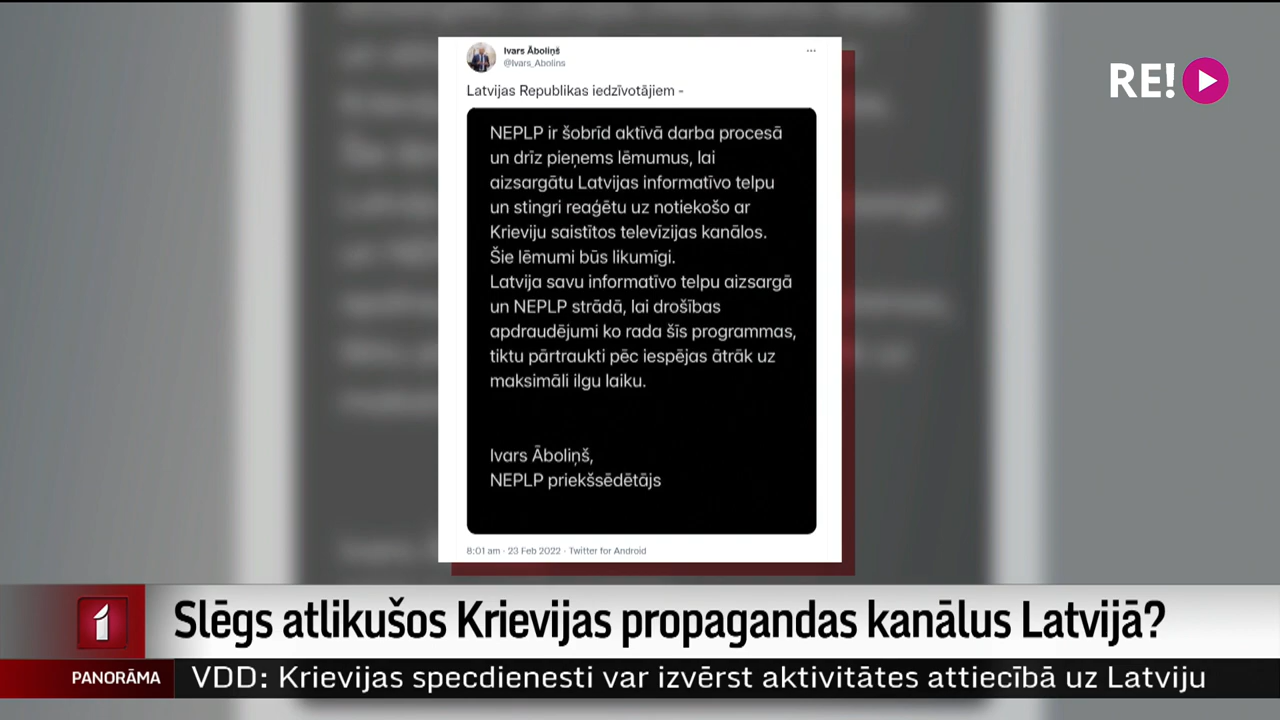 Ivars Āboliņš
@Ivars_Abolins
Latvijas Republikas iedzīvotājiem -
NEPLP ir šobrīd aktīvā darba procesā
un drīz pieņems lēmumus, lai
aizsargātu Latvijas informatīvo telpu
un stingri reaģētu uz notiekošo ar
Krieviju saistītos televīzijas kanālos.
Šie lēmumi būs likumīgi.
Latvija savu informatīvo telpu aizsargā
un NEPLP strādā, lai drošības
apdraudējumi ko rada šīs programmas,
tiktu pārtraukti pēc iespējas ātrāk uz
maksimāli ilgu laiku.
Ivars Āboliņš,
NEPLP priekšsēdētājs
8:01 am · 23 Feb 2022 · Twitter for Android
RE!
1
Slēgs atlikušos Krievijas propagandas kanālus Latvijā?
PANORĀMA
VDD: Krievijas specdienesti var izvērst aktivitātes attiecībā uz Latviju